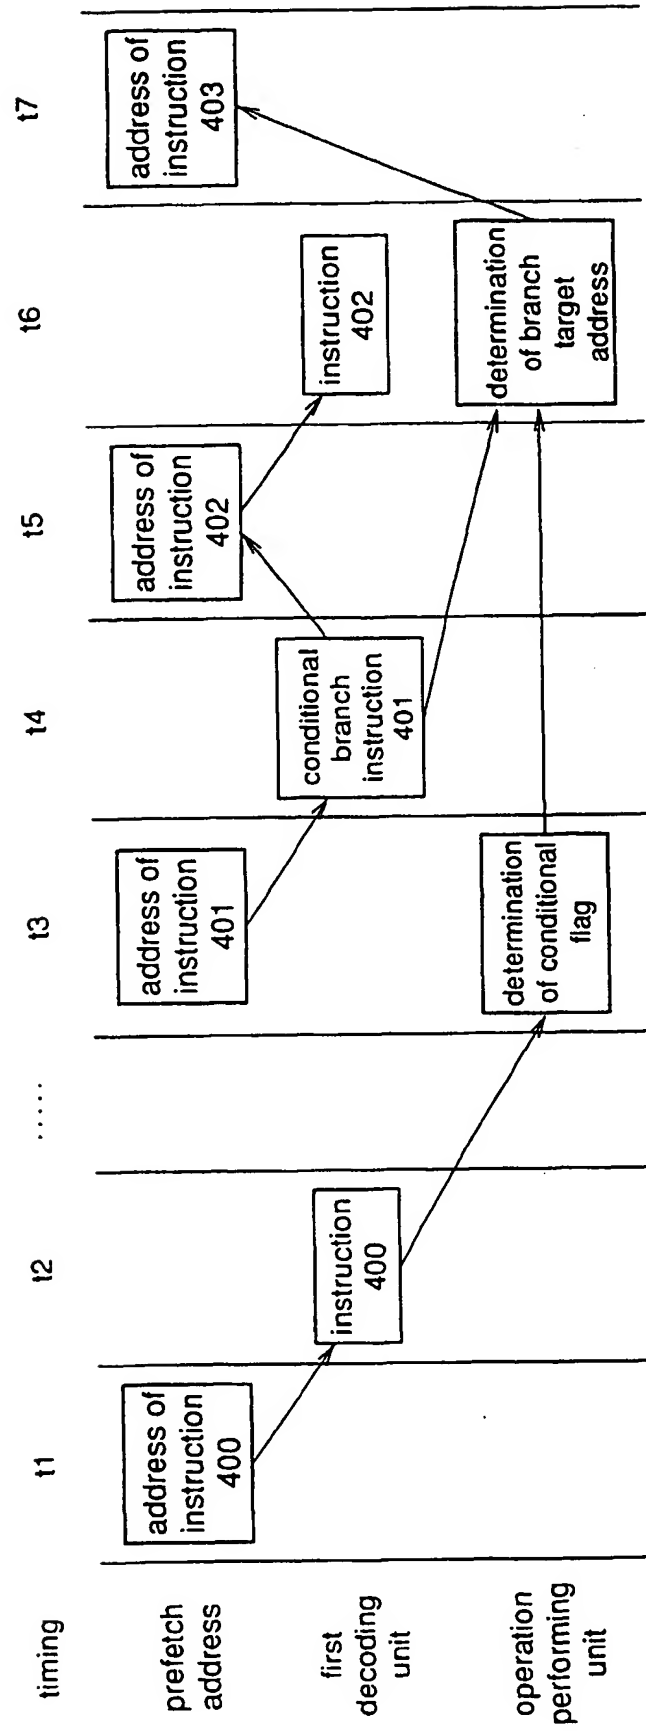 timing
t1
t2
.....
t3
t4
t5
t6
t7
prefetch
address
address of
instruction
400
address of
instruction
401
address of
instruction
402
address of
instruction
403
first
decoding
unit
instruction
400
conditional
branch
instruction
401
instruction
402
operation
performing
unit
determination
of conditional
flag
determination
of branch
target
address